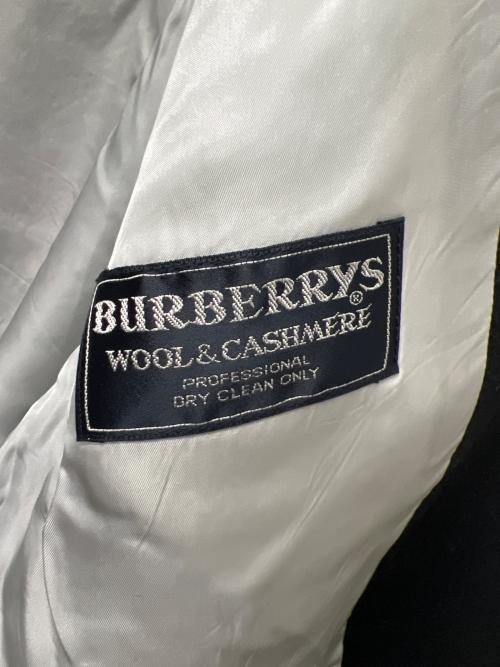 BURBERRYS®
WOOL & CASHMERE
PROFESSIONAL
DRY CLEAN ONLY